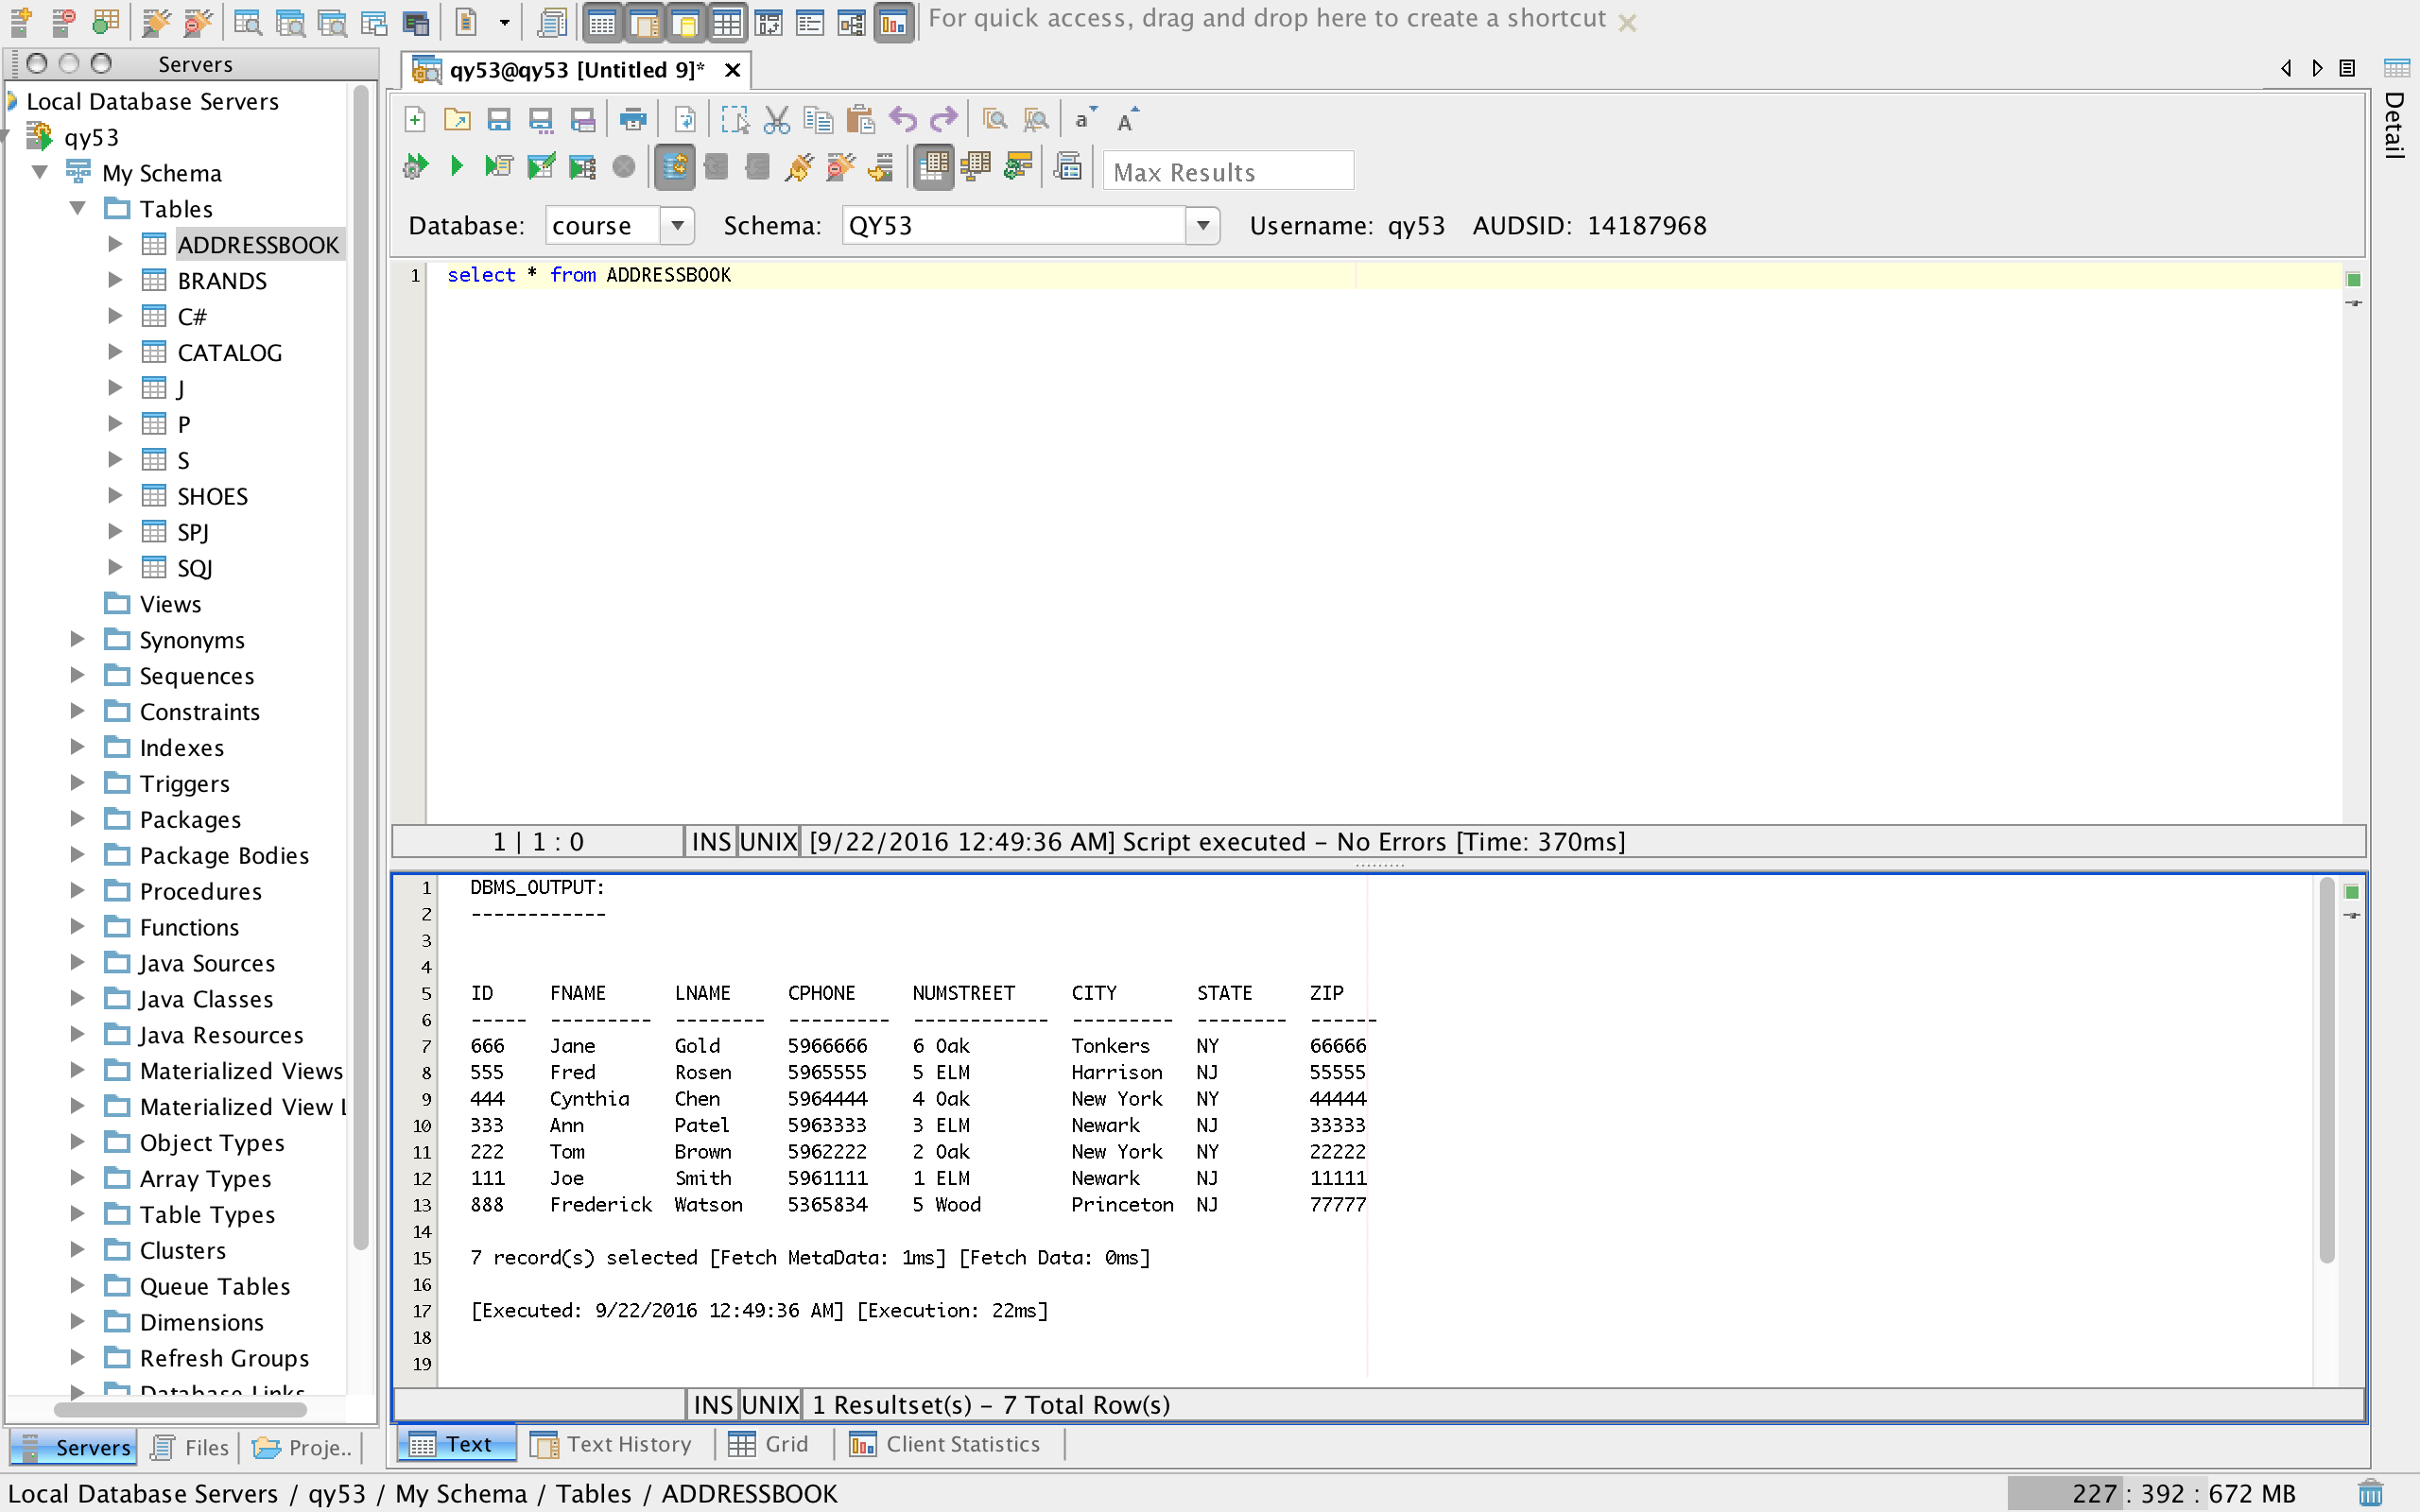 For quick access, drag and drop here to create a shortcut
Servers
Local Database Servers
qy53
My Schema
Tables
ADDRESSBOOK
BRANDS
C#
CATALOG
J
P
S
SHOES
SPJ
SQJ
Views
Synonyms
Sequences
Constraints
Indexes
Triggers
Packages
Package Bodies
Procedures
Functions
Java Sources
Java Classes
Java Resources
Materialized Views
Materialized View L
Object Types
Array Types
Table Types
Clusters
Queue Tables
Dimensions
Refresh Groups
Database Links
Servers Files Proje..
qy53@qy53 [Untitled 9]*
Detail
Max Results
Database: course Schema: QY53 Username: qy53 AUDSID: 14187968
1 select * from ADDRESSBOOK
1 | 1 : 0 INS UNIX [9/22/2016 12:49:36 AM] Script executed – No Errors [Time: 370ms]
1 DBMS_OUTPUT:
2 ------------
3
4
5 ID FNAME LNAME CPHONE NUMSTREET CITY STATE ZIP
6 ----- --------- -------- --------- ------------ --------- -------- ------
7 666 Jane Gold 5966666 6 Oak Tonkers NY 66666
8 555 Fred Rosen 5965555 5 ELM Harrison NJ 55555
9 444 Cynthia Chen 5964444 4 Oak New York NY 44444
10 333 Ann Patel 5963333 3 ELM Newark NJ 33333
11 222 Tom Brown 5962222 2 Oak New York NY 22222
12 111 Joe Smith 5961111 1 ELM Newark NJ 11111
13 888 Frederick Watson 5365834 5 Wood Princeton NJ 77777
14
15 7 record(s) selected [Fetch MetaData: 1ms] [Fetch Data: 0ms]
16
17 [Executed: 9/22/2016 12:49:36 AM] [Execution: 22ms]
18
19
INS UNIX 1 Resultset(s) – 7 Total Row(s)
Text Text History Grid Client Statistics
Local Database Servers / qy53 / My Schema / Tables / ADDRESSBOOK
227 : 392 : 672 MB